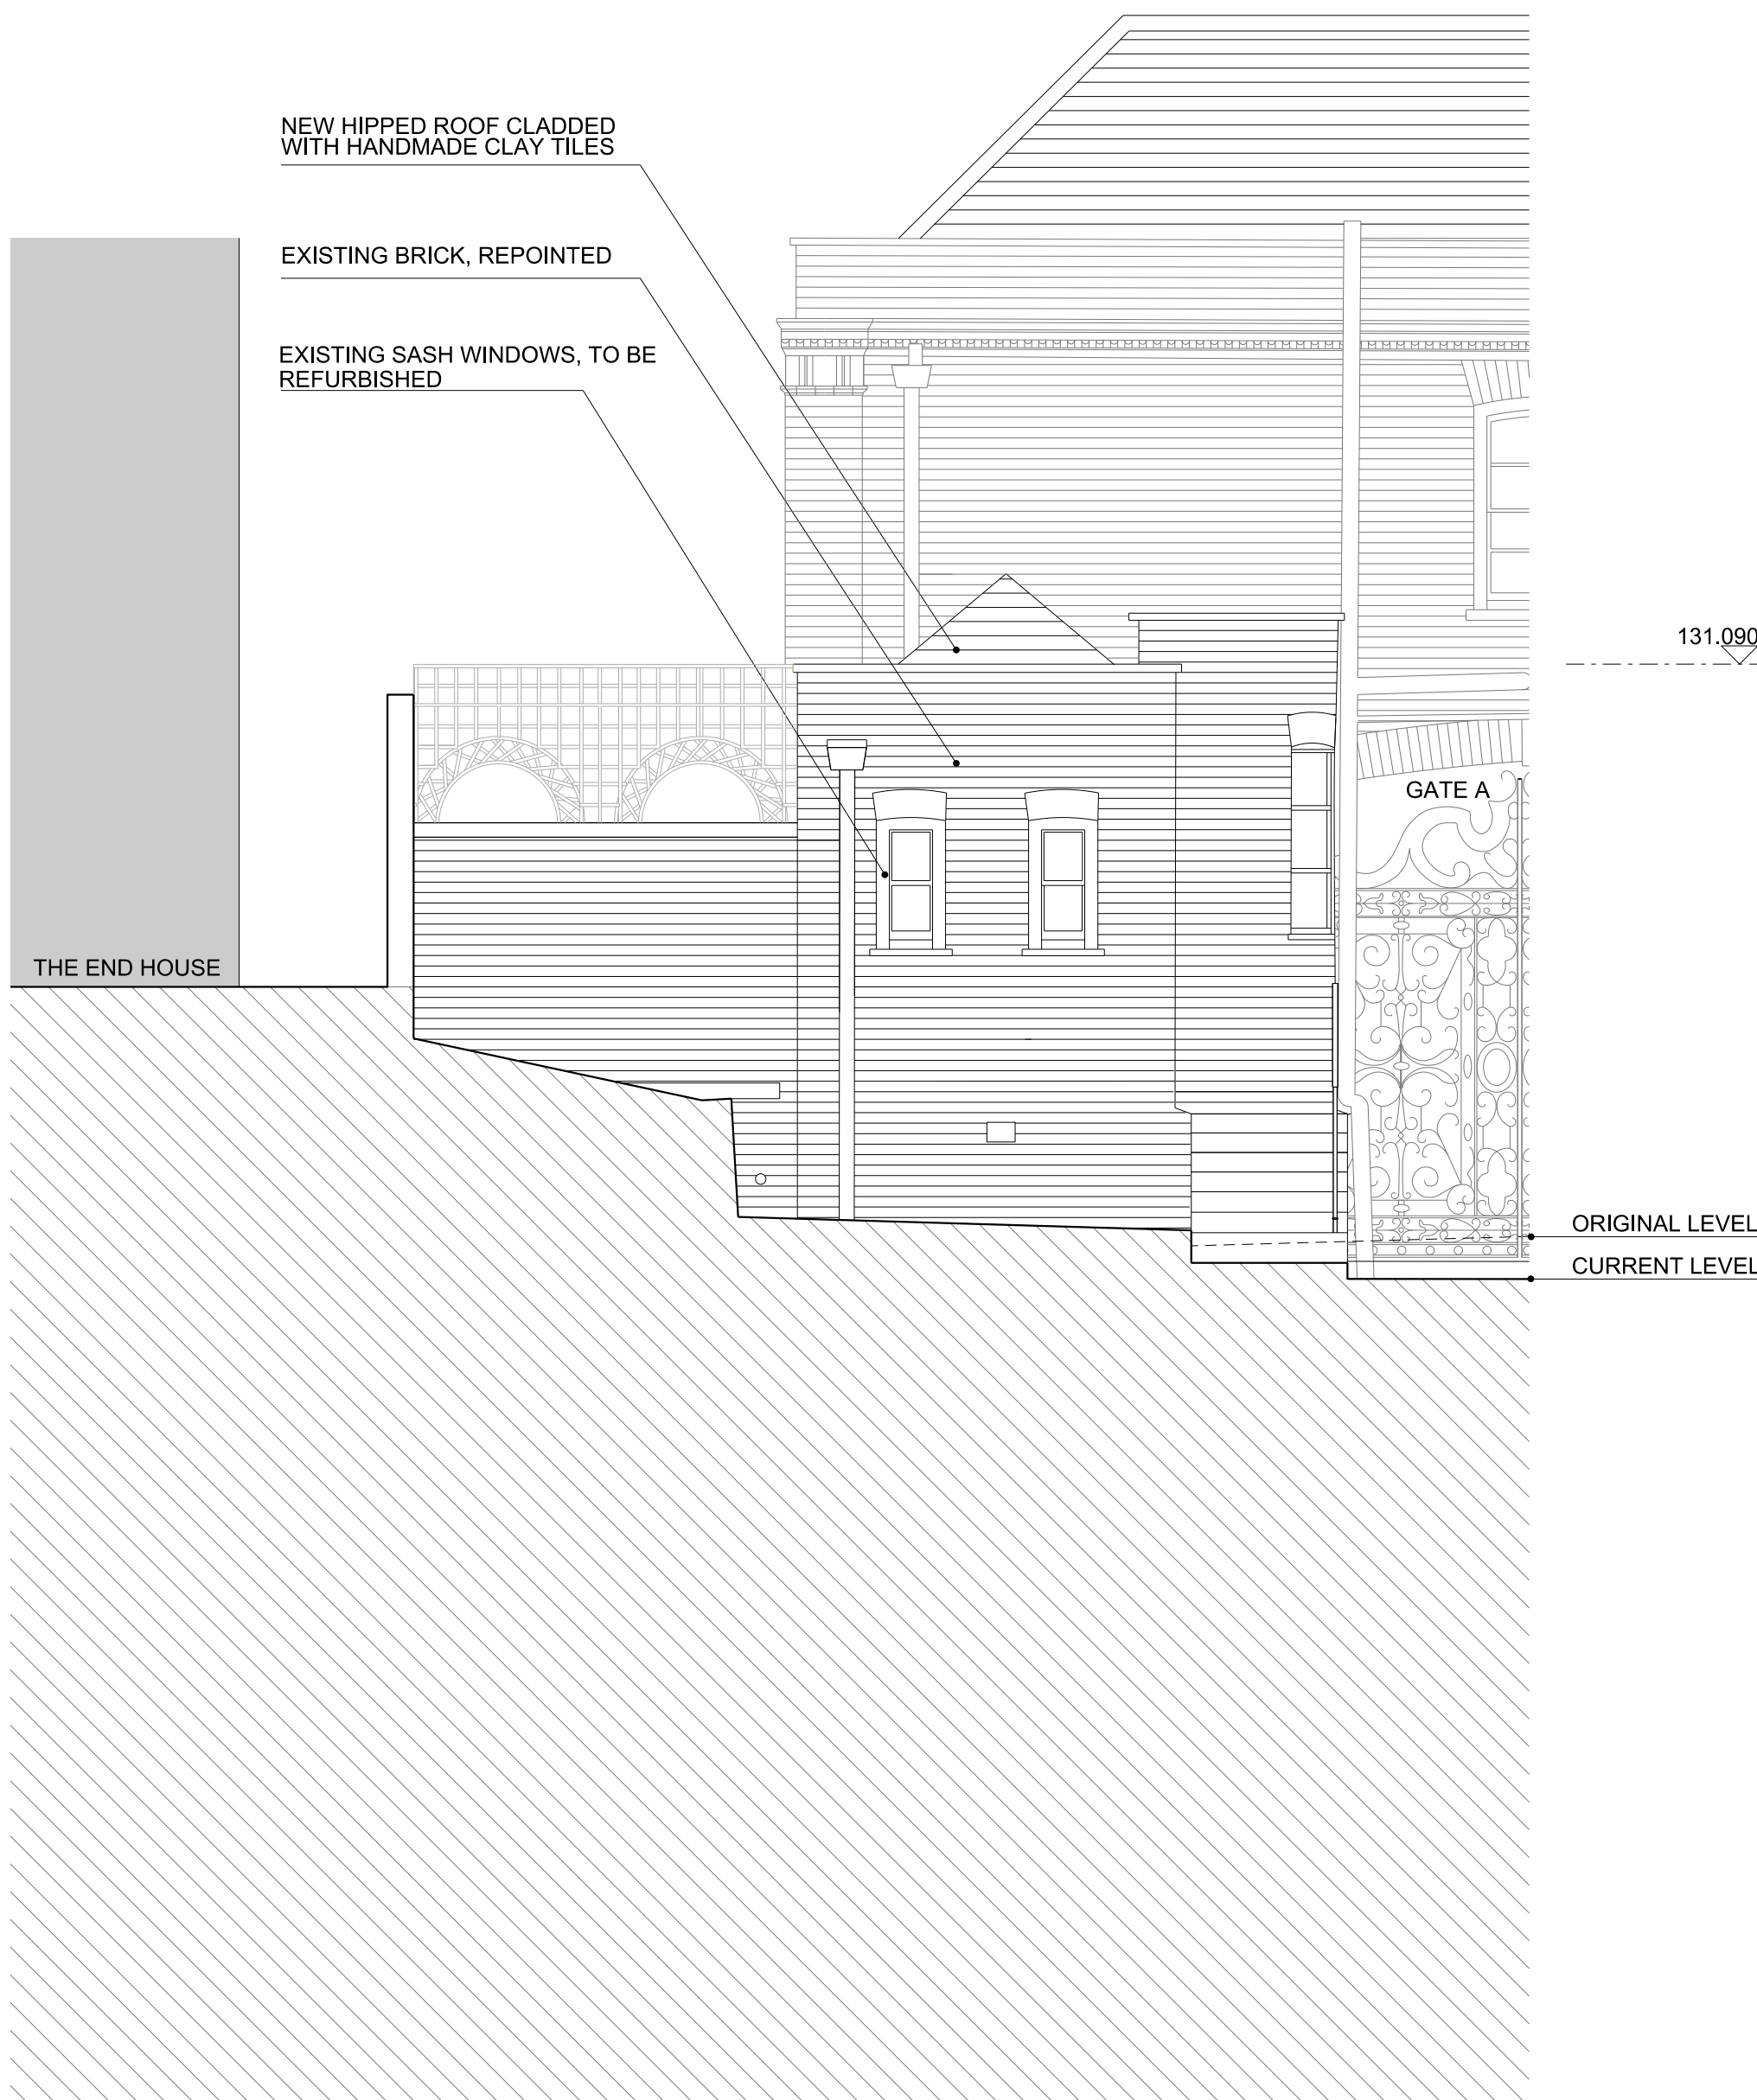 NEW HIPPED ROOF CLADDED
WITH HANDMADE CLAY TILES
EXISTING BRICK, REPOINTED
EXISTING SASH WINDOWS, TO BE
REFURBISHED
131.090
GATE A
THE END HOUSE
ORIGINAL LEVEL
CURRENT LEVEL